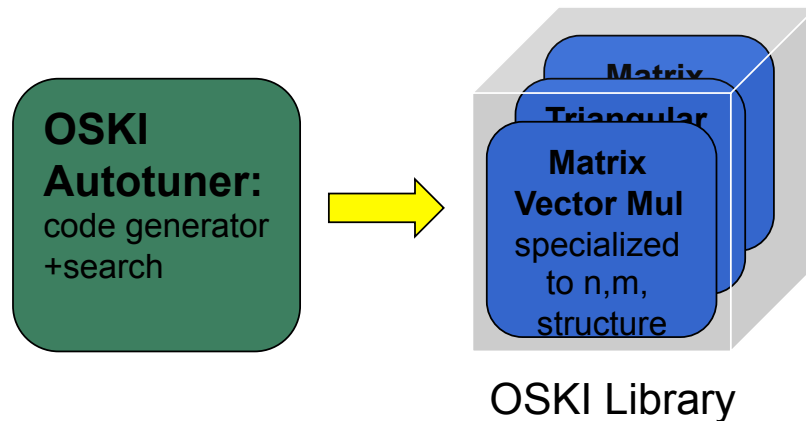 OSKI
Autotuner:
code generator
+search
Matrix
Triangular
Matrix
Vector Mul
specialized
to n,m,
structure
OSKI Library